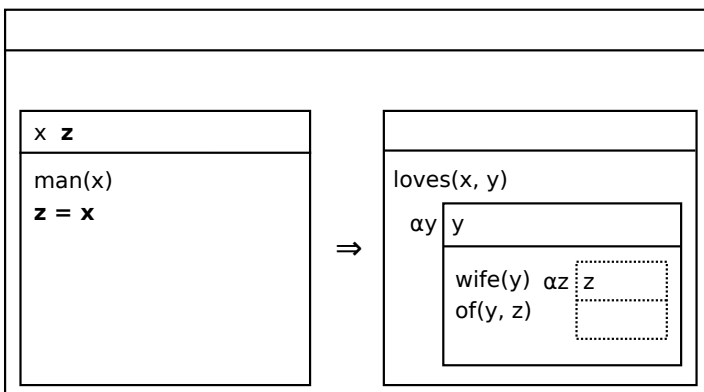 x z
man(x)
z = x
⇒
loves(x, y)
αy y
wife(y) αz z
of(y, z)